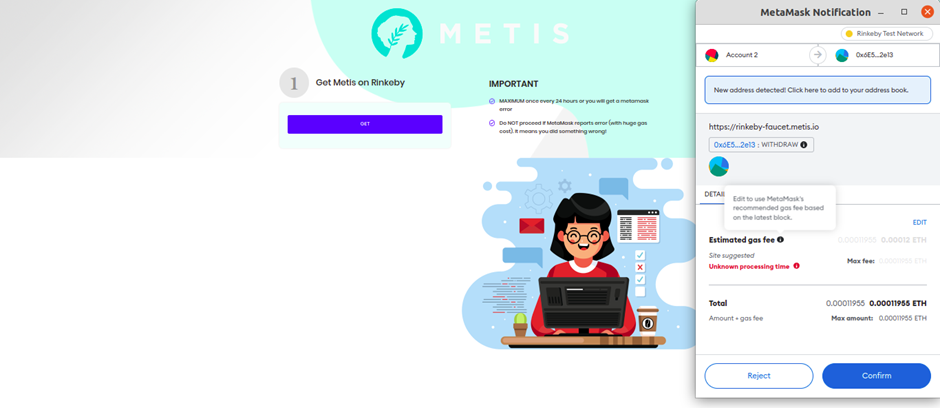 METIS
1
Get Metis on Rinkeby
GET
IMPORTANT
MAXIMUM once every 24 hours or you will get a metamask
error
Do NOT proceed if MetaMask reports error (with huge gas
cost). It means you did something wrong!
MetaMask Notification
Rinkeby Test Network
Account 2
0x6E5...2e13
New address detected! Click here to add to your address book.
https://rinkeby-faucet.metis.io
0x6E5...2e13 : WITHDRAW
DETAI
Edit to use MetaMask's
recommended gas fee based
on the latest block.
EDIT
Estimated gas fee 0.00011955 0.00012 ETH
Site suggested
Max fee: 0.00011955 ETH
Unknown processing time
Total 0.00011955 0.00011955 ETH
Amount + gas fee Max amount: 0.00011955 ETH
Reject
Confirm